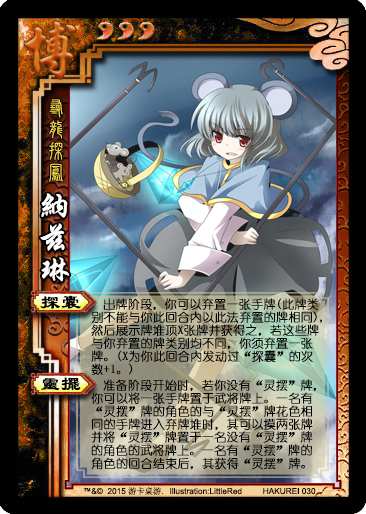 博
尋龍探鳳
納茲琳
探囊
出牌阶段，你可以弃置一张手牌(此牌类
别不能与你此回合内以此法弃置的牌相同)，
然后展示牌堆顶X张牌并获得之，若这些牌
与你弃置的牌类别均不同，你须弃置一张
牌。(X为你此回合内发动过“探囊”的次
数+1。)
靈摆
准备阶段开始时，若你没有“灵摆”牌，
你可以将一张手牌置于武将牌上。一名有
“灵摆”牌的角色与“灵摆”牌花色相
同的手牌进入弃牌堆时，其可以摸两张牌
并将“灵摆”牌置于一名没有“灵摆”牌
的角色的武将牌上。一名有“灵摆”牌的
角色的回合结束后，其获得“灵摆”牌。
™&© 2015 游卡桌游. Illustration:LittleRed HAKUREI 030